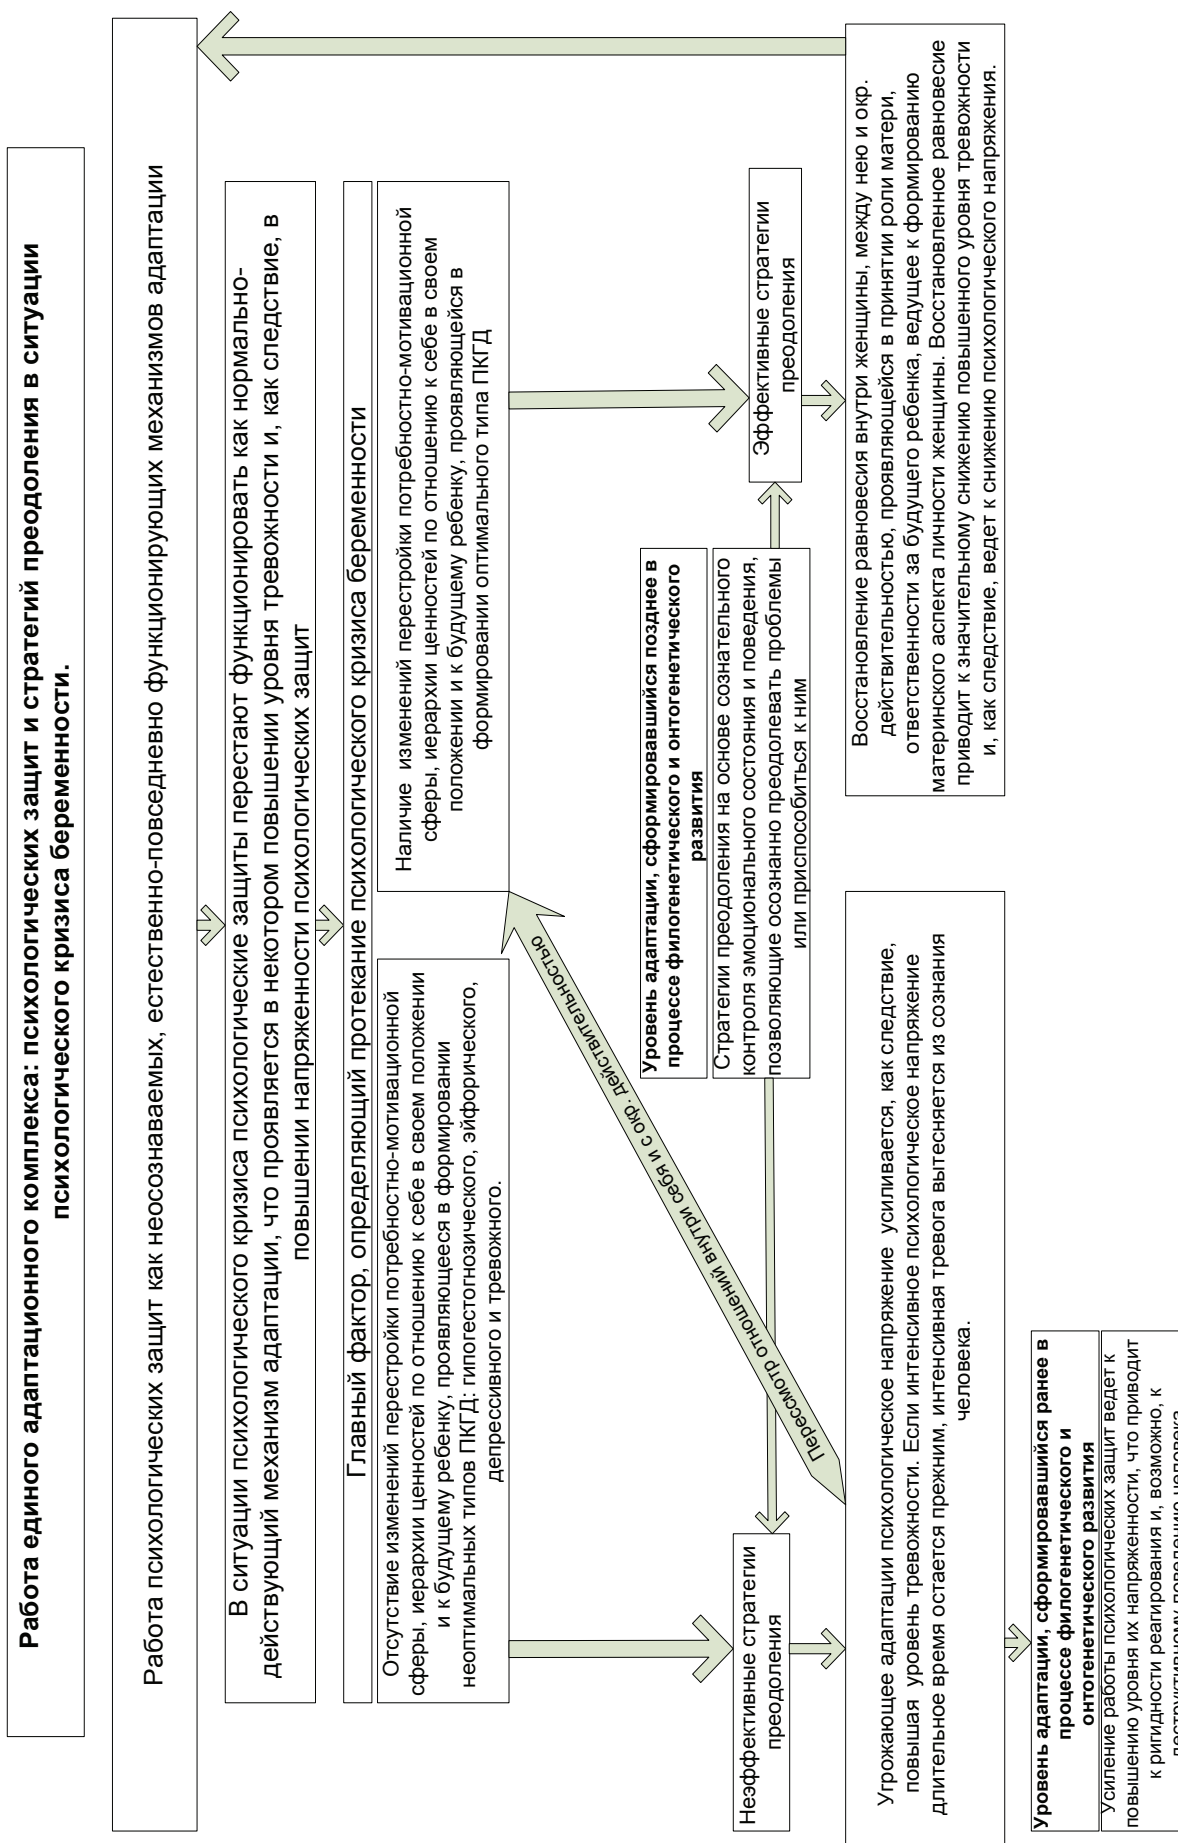 Работа единого адаптационного комплекса: психологических защит и стратегий преодоления в ситуации
психологического кризиса беременности.
Работа психологических защит как неосознаваемых, естественно-повседневно функционирующих механизмов адаптации
В ситуации психологического кризиса психологические защиты перестают функционировать как нормально-
действующий механизм адаптации, что проявляется в некотором повышении уровня тревожности и, как следствие, в
повышении напряженности психологических защит
Главный фактор, определяющий протекание психологического кризиса беременности
Отсутствие изменений перестройки потребностно-мотивационной
сферы, иерархии ценностей по отношению к себе в своем положении
и к будущему ребенку, проявляющееся в формировании
неоптимальных типов ПКГД: гипогестогнозического, эйфорического,
депрессивного и тревожного.
Наличие изменений перестройки потребностно-мотивационной
сферы, иерархии ценностей по отношению к себе в своем
положении и к будущему ребенку, проявляющейся в
формировании оптимального типа ПКГД
Пересмотр отношений внутри себя и с окр. действительностью
Уровень адаптации, сформировавшийся позднее в
процессе филогенетического и онтогенетического
развития
Стратегии преодоления на основе сознательного
контроля эмоционального состояния и поведения,
позволяющие осознанно преодолевать проблемы
или приспособиться к ним
Неэффективные стратегии
преодоления
Эффективные стратегии
преодоления
Угрожающее адаптации психологическое напряжение усиливается, как следствие,
повышая уровень тревожности. Если интенсивное психологическое напряжение
длительное время остается прежним, интенсивная тревога вытесняется из сознания
человека.
Восстановление равновесия внутри женщины, между нею и окр.
действительностью, проявляющейся в принятии роли матери,
ответственности за будущего ребенка, ведущее к формированию
материнского аспекта личности женщины. Восстановленное равновесие
приводит к значительному снижению повышенного уровня тревожности
и, как следствие, ведет к снижению психологического напряжения.
Уровень адаптации, сформировавшийся ранее в
процессе филогенетического и
онтогенетического развития
Усиление работы психологических защит ведет к
повышению уровня их напряженности, что приводит
к ригидности реагирования и, возможно, к
деструктивному поведению человека